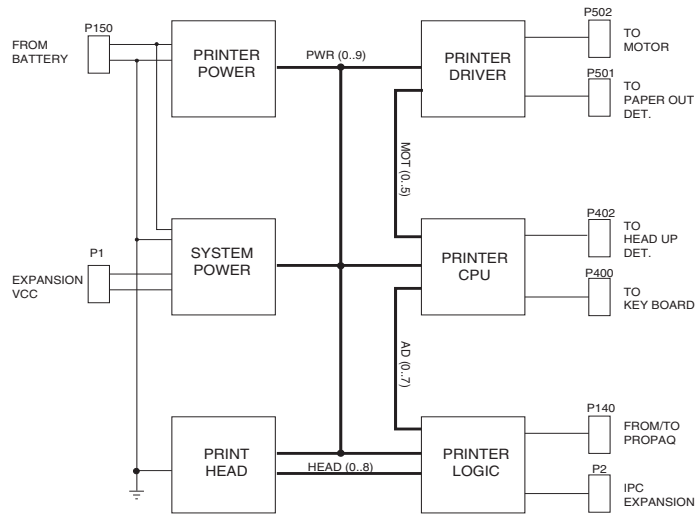 P150
FROM
BATTERY
PRINTER
POWER
PWR (0..9)
PRINTER
DRIVER
P502
TO
MOTOR
P501
TO
PAPER OUT
DET.
MOT (0..5)
P1
EXPANSION
VCC
SYSTEM
POWER
PRINTER
CPU
P402
TO
HEAD UP
DET.
P400
TO
KEY BOARD
AD (0..7)
PRINT
HEAD
HEAD (0..8)
PRINTER
LOGIC
P140
FROM/TO
PROPAQ
P2
IPC
EXPANSION